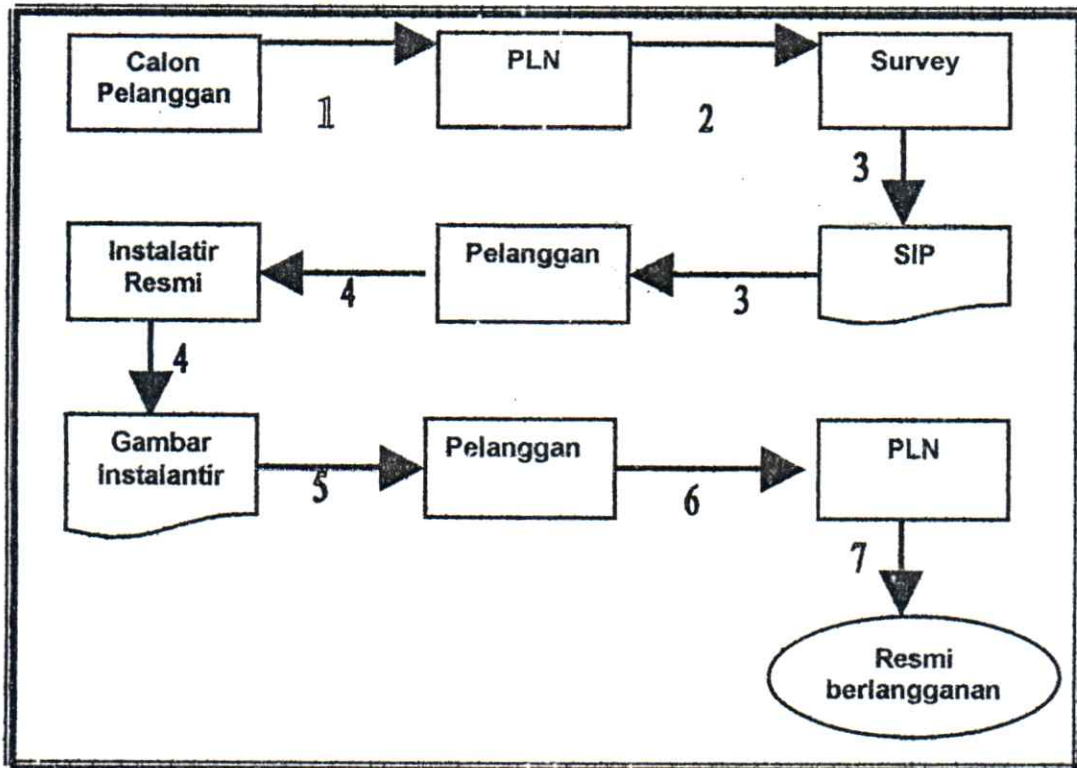 Calon
Pelanggan
1
PLN
2
Survey
3
SIP
3
Pelanggan
4
Instalatir
Resmi
4
Gambar
instalantir
5
Pelanggan
6
PLN
7
Resmi
berlangganan